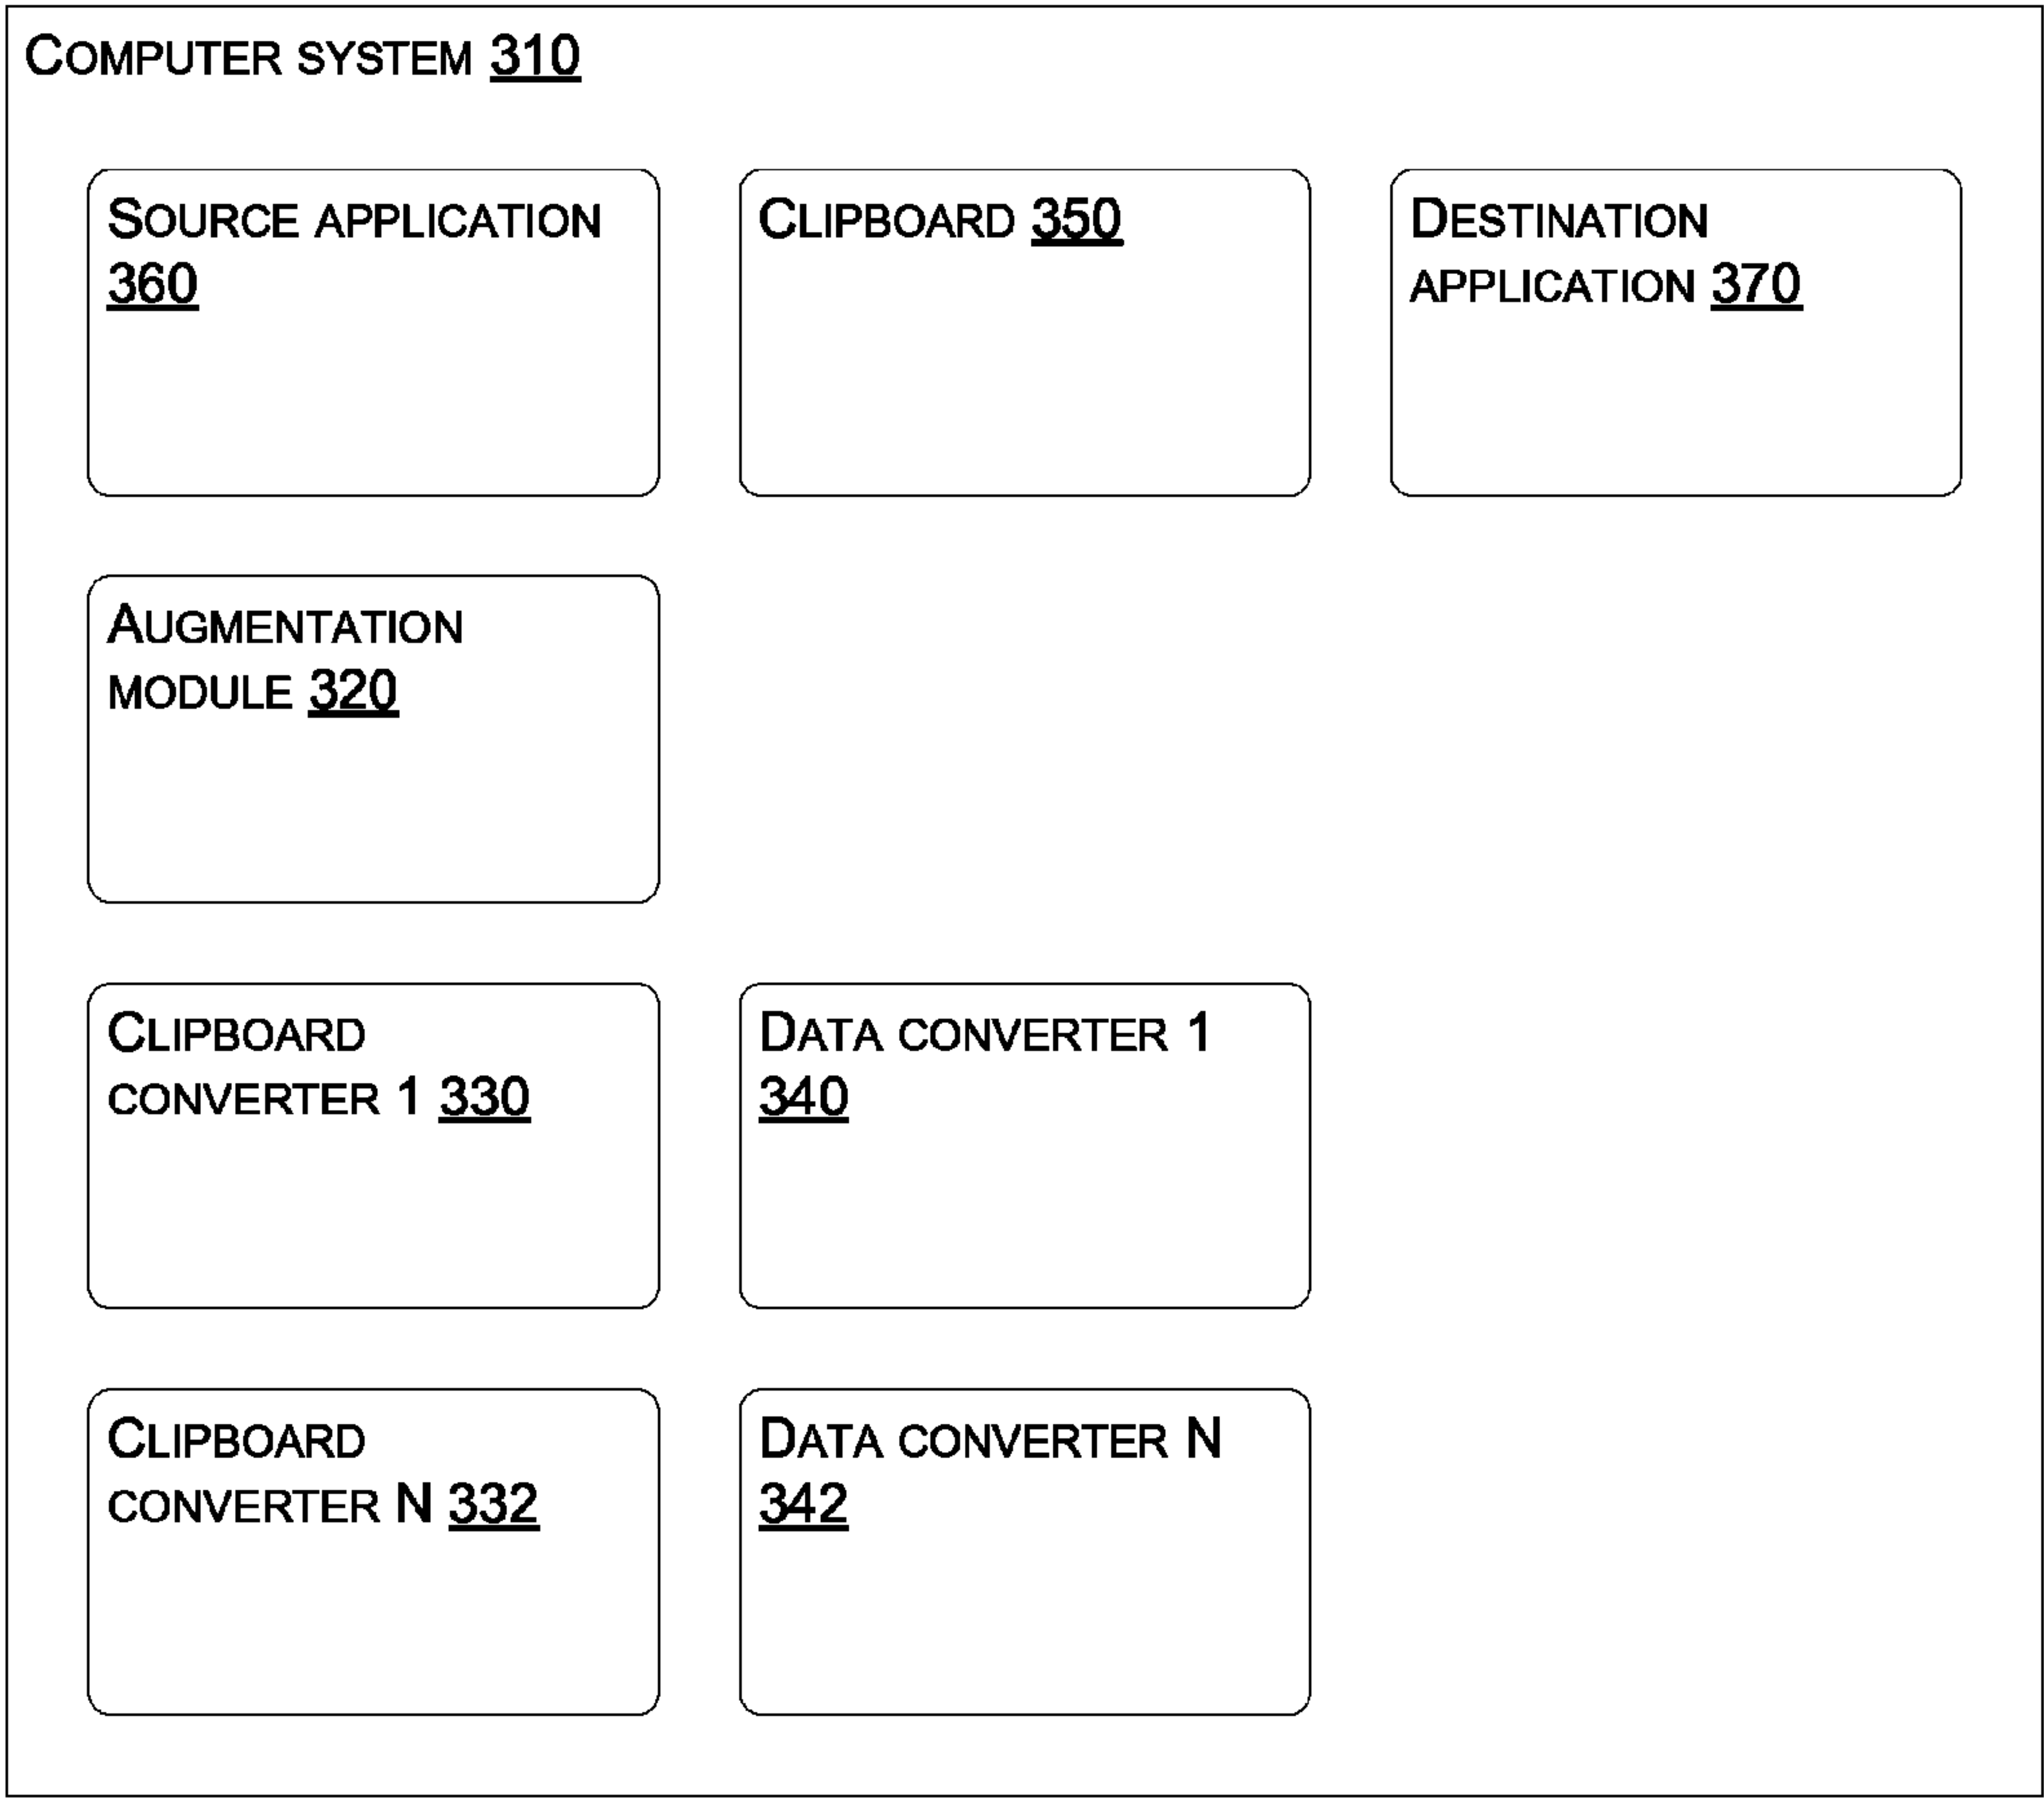 COMPUTER SYSTEM 310
SOURCE APPLICATION
360
CLIPBOARD 350
DESTINATION
APPLICATION 370
AUGMENTATION
MODULE 320
CLIPBOARD
CONVERTER 1 330
DATA CONVERTER 1
340
CLIPBOARD
CONVERTER N 332
DATA CONVERTER N
342